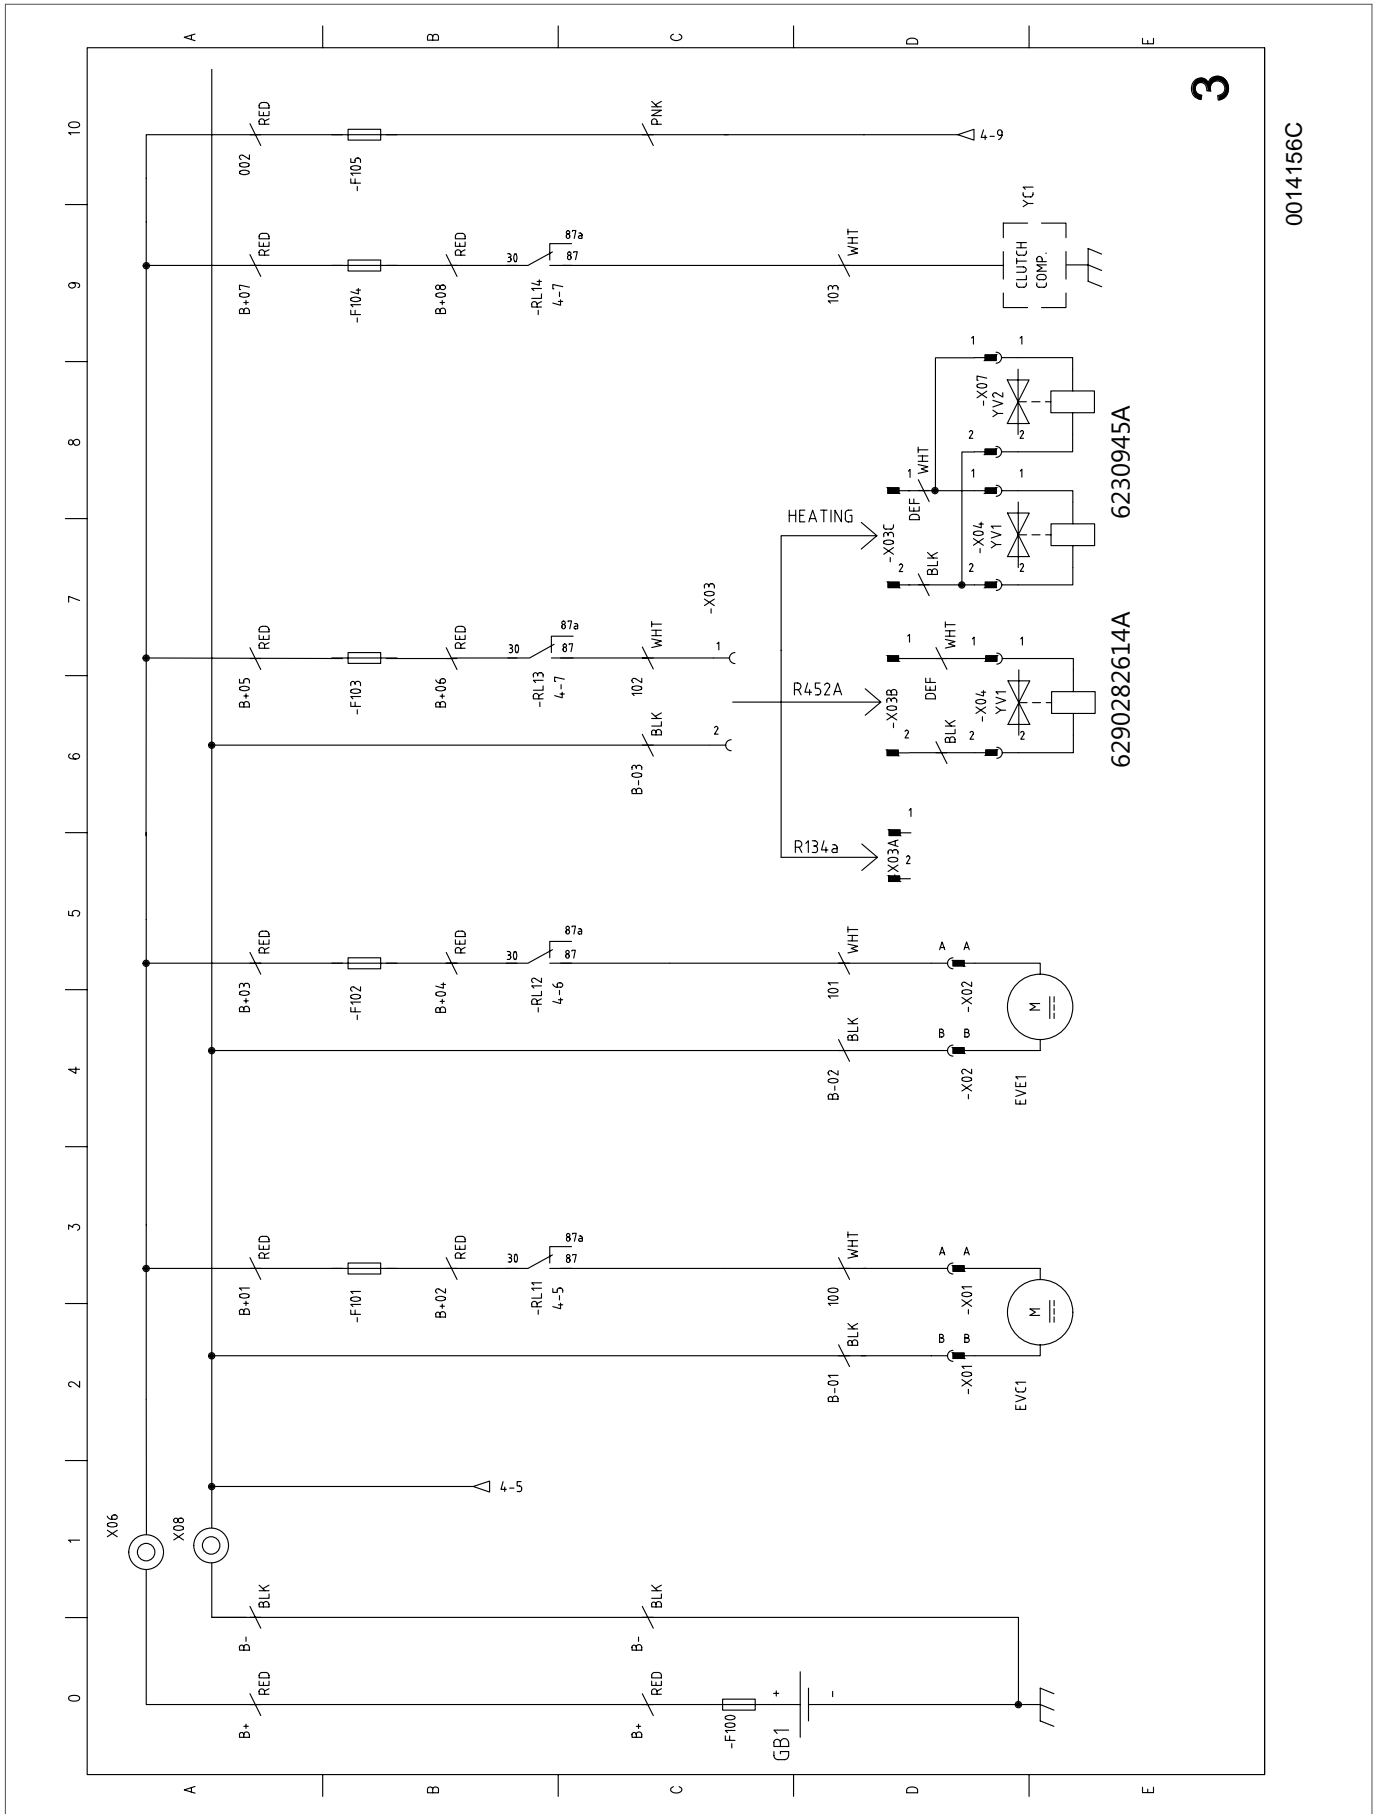 A
B
C
D
E
10
9
8
7
6
5
4
3
2
1
0
3
0014156C
002
RED
-F105
PNK
4-9
B+07
RED
-F104
B+08
RED
30
87a
87
-RL14
4-7
103
WHT
CLUTCH
COMP.
YC1
B+05
RED
-F103
B+06
RED
30
87a
87
-RL13
4-7
102
WHT
1
-X03
B-03
BLK
2
HEATING
-X03C
1
DEF
WHT
2
BLK
1
1
-X07
YV2
2
2
1
1
-X04
YV1
2
2
6230945A
R452A
-X03B
1
DEF
WHT
2
BLK
1
1
-X04
YV1
2
2
6290282614A
R134a
X03A
1
2
B+03
RED
-F102
B+04
RED
30
87a
87
-RL12
4-6
101
WHT
A
A
-X02
M
B-02
BLK
B
B
-X02
EVE1
B+01
RED
-F101
B+02
RED
30
87a
87
-RL11
4-5
100
WHT
A
A
-X01
M
B-01
BLK
B
B
-X01
EVC1
4-5
X06
X08
B-
BLK
B-
BLK
B+
RED
B+
RED
-F100
+
-
GB1
A
B
C
D
E